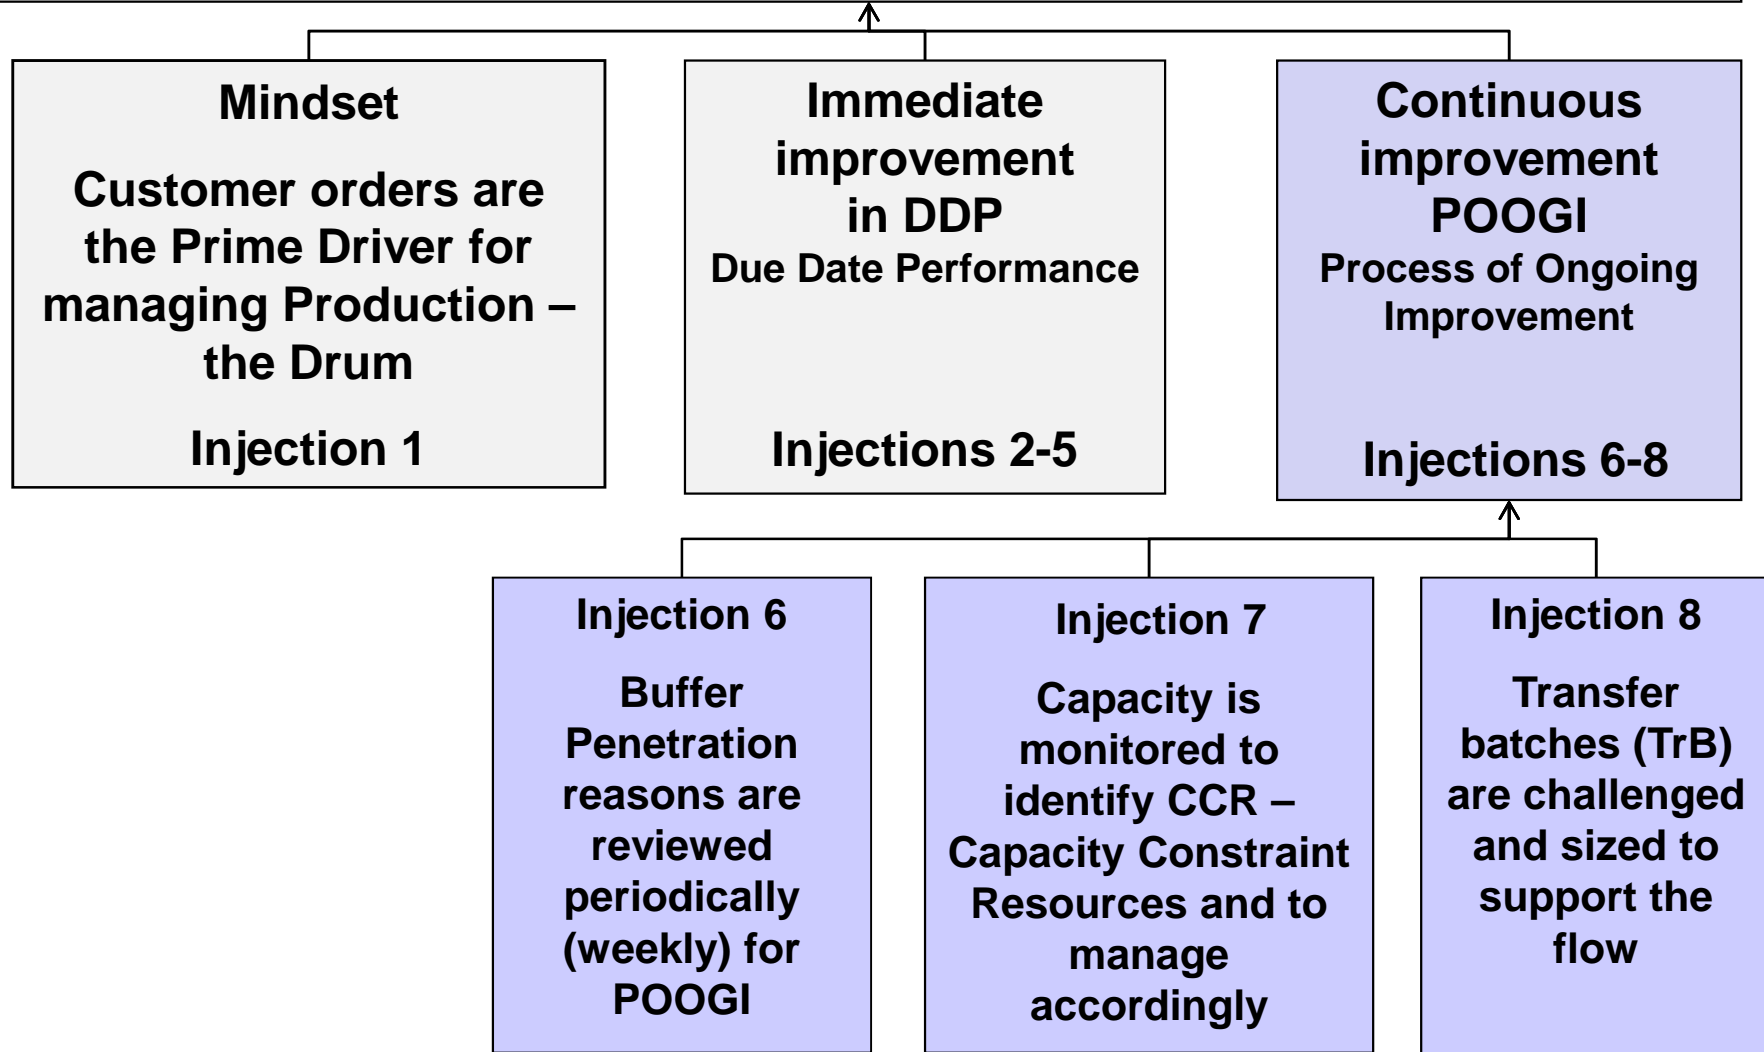 Mindset
Customer orders are
the Prime Driver for
managing Production –
the Drum
Injection 1
Immediate
improvement
in DDP
Due Date Performance
Injections 2-5
Continuous
improvement
POOGI
Process of Ongoing
Improvement
Injections 6-8
Injection 6
Buffer
Penetration
reasons are
reviewed
periodically
(weekly) for
POOGI
Injection 7
Capacity is
monitored to
identify CCR –
Capacity Constraint
Resources and to
manage
accordingly
Injection 8
Transfer
batches (TrB)
are challenged
and sized to
support the
flow